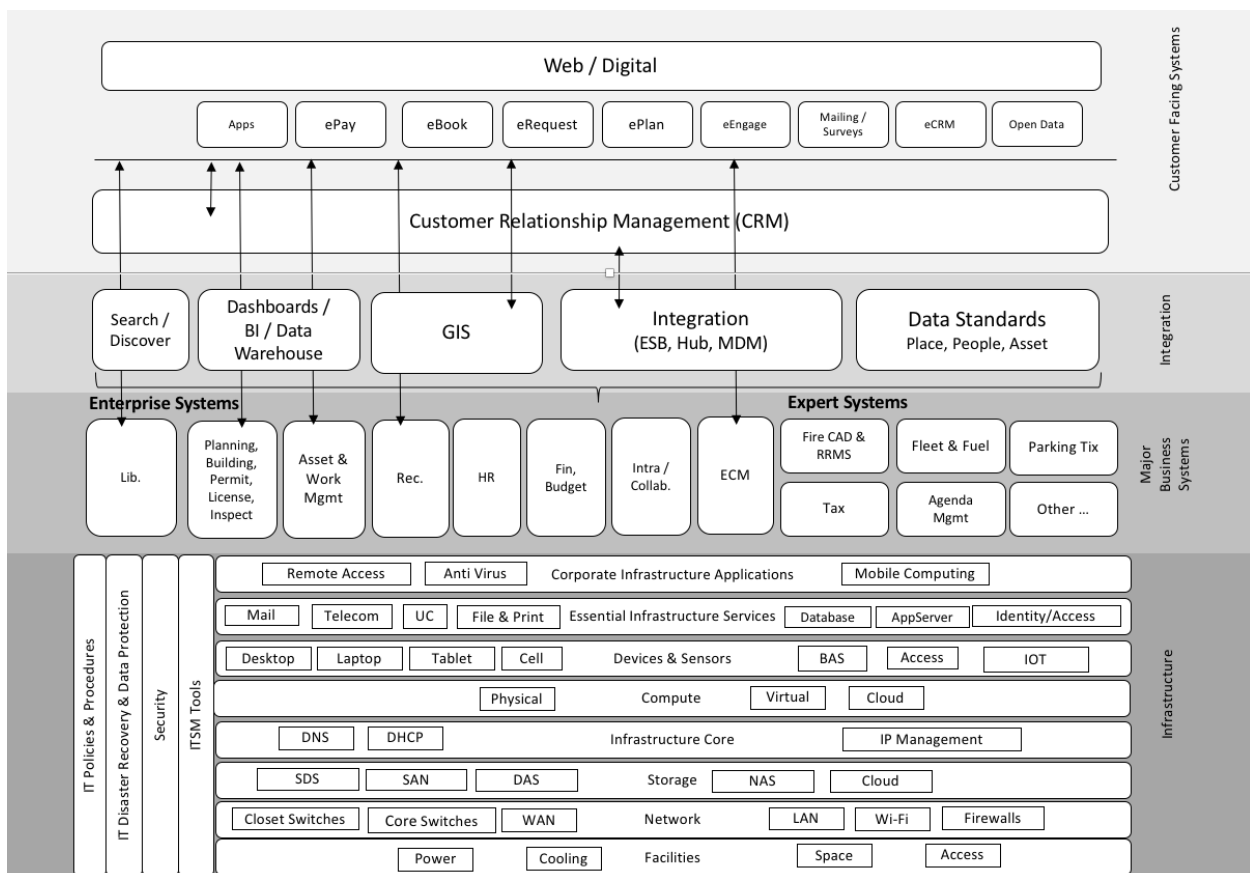 Web / Digital
Customer Facing Systems
Apps
ePay
eBook
eRequest
ePlan
eEngage
Mailing /
Surveys
eCRM
Open Data
Customer Relationship Management (CRM)
Search /
Discover
Dashboards /
BI / Data
Warehouse
GIS
Integration
(ESB, Hub, MDM)
Data Standards
Place, People, Asset
Integration
Enterprise Systems
Expert Systems
Lib.
Planning,
Building,
Permit,
License,
Inspect
Asset &
Work
Mgmt
Rec.
HR
Fin,
Budget
Intra /
Collab.
ECM
Fire CAD &
RRMS
Fleet & Fuel
Parking Tix
Tax
Agenda
Mgmt
Other ...
Major
Business
Systems
IT Policies & Procedures
IT Disaster Recovery & Data Protection
Security
ITSM Tools
Remote Access
Anti Virus
Corporate Infrastructure Applications
Mobile Computing
Mail
Telecom
UC
File & Print
Essential Infrastructure Services
Database
AppServer
Identity/Access
Desktop
Laptop
Tablet
Cell
Devices & Sensors
BAS
Access
IOT
Physical
Compute
Virtual
Cloud
DNS
DHCP
Infrastructure Core
IP Management
SDS
SAN
DAS
Storage
NAS
Cloud
Closet Switches
Core Switches
WAN
Network
LAN
Wi-Fi
Firewalls
Power
Cooling
Facilities
Space
Access
Infrastructure